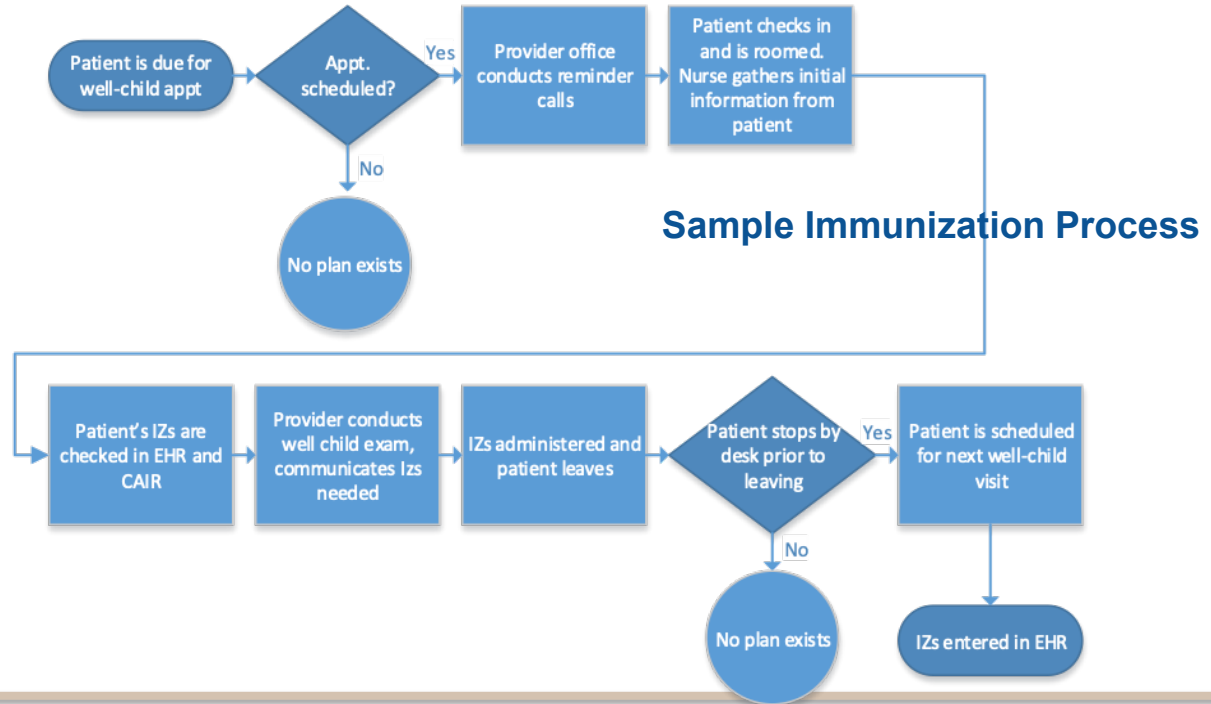 Patient is due for
well-child appt
Appt.
scheduled?
Yes
No
No plan exists
Provider office
conducts reminder
calls
Patient checks in
and is roomed.
Nurse gathers initial
information from
patient
Sample Immunization Process
Patient's IZs are
checked in EHR and
CAIR
Provider conducts
well child exam,
communicates Izs
needed
IZs administered and
patient leaves
Patient stops by
desk prior to
leaving
Yes
No
No plan exists
Patient is scheduled
for next well-child
visit
IZs entered in EHR